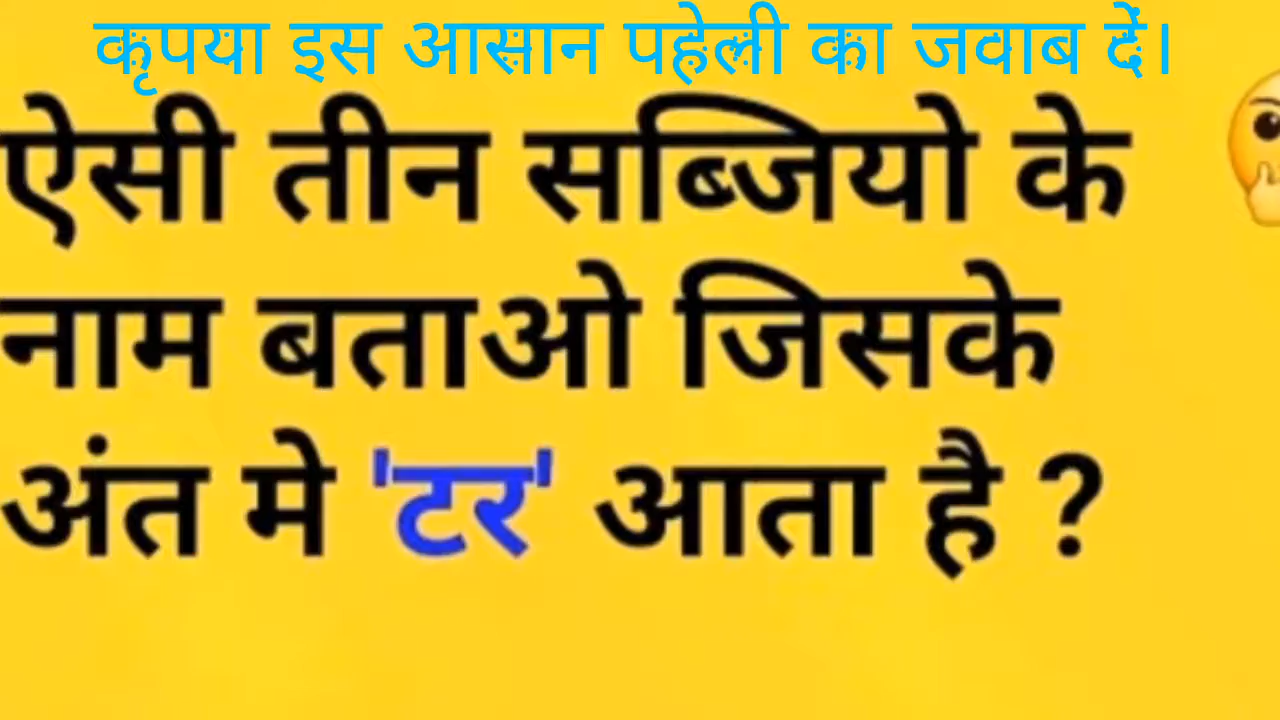 कृपया इस आसान पहेली का जवाब दें।
ऐसी तीन सब्जियो के
नाम बताओ जिसके
अंत मे 'टर' आता है ?